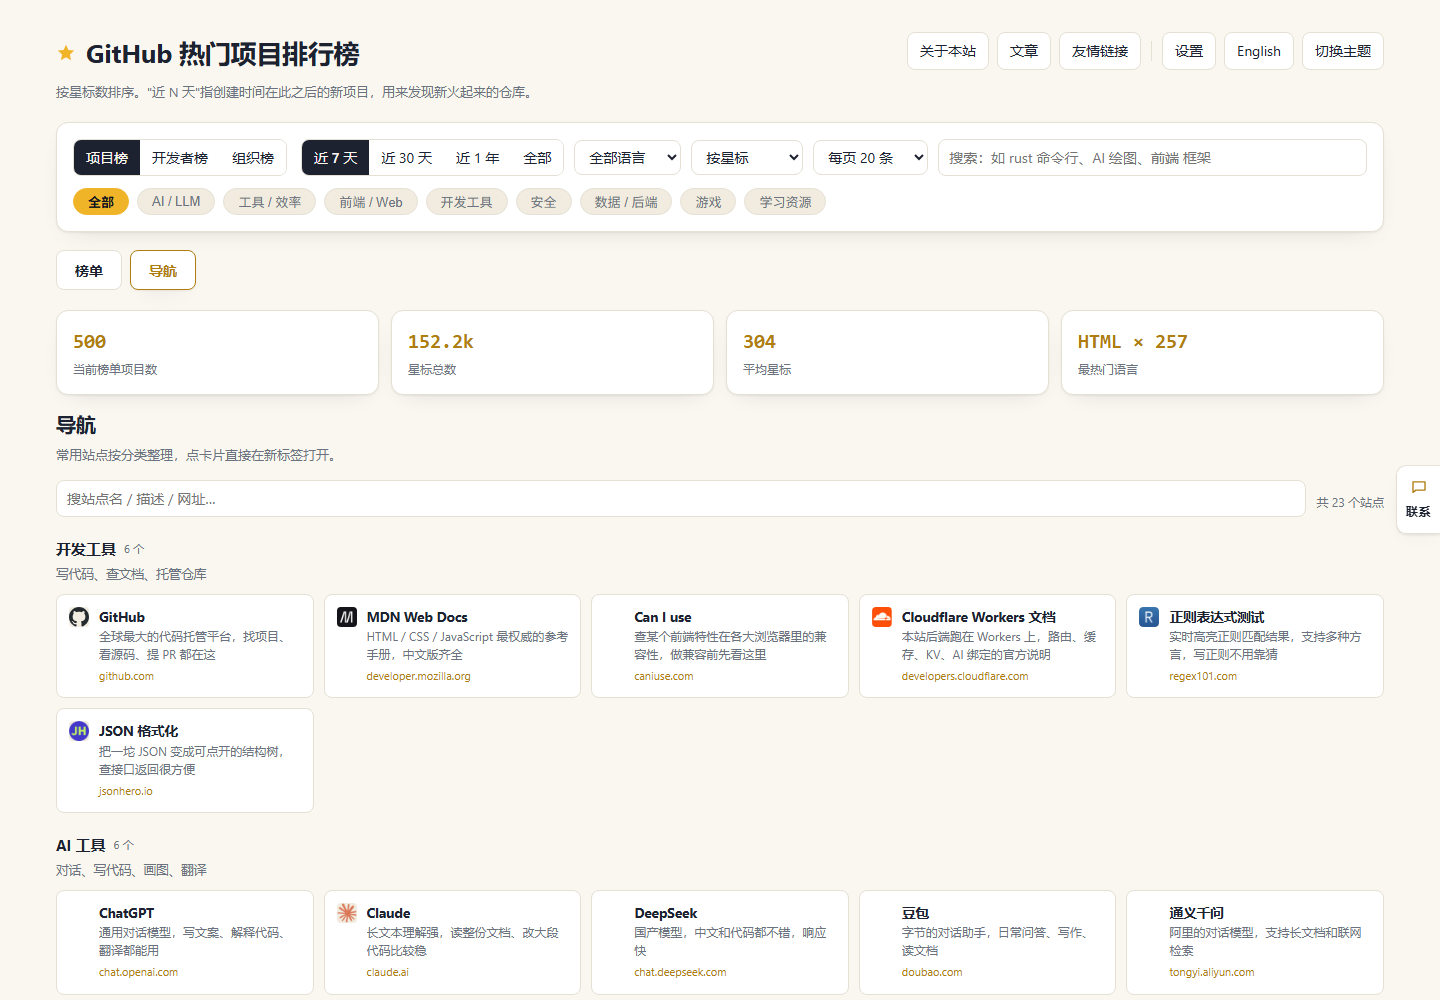 GitHub 热门项目排行榜
关于本站 文章 友情链接 设置 English 切换主题
按星标数排序。"近 N 天"指创建时间在此之后的新项目，用来发现新火起来的仓库。
项目榜 开发者榜 组织榜 近 7 天 近 30 天 近 1 年 全部 全部语言 按星标 每页 20 条 搜索：如 rust 命令行、AI 绘图、前端 框架
全部 AI / LLM 工具 / 效率 前端 / Web 开发工具 安全 数据 / 后端 游戏 学习资源
榜单 导航
500 152.2k 304 HTML × 257
当前榜单项目数 星标总数 平均星标 最热门语言
导航
常用站点按分类整理，点卡片直接在新标签打开。
搜站点名 / 描述 / 网址...
共 23 个站点
联系
开发工具 6 个
写代码、查文档、托管仓库
GitHub
全球最大的代码托管平台，找项目、
看源码、提 PR 都在这
github.com
MDN Web Docs
HTML / CSS / JavaScript 最权威的参考
手册，中文版齐全
developer.mozilla.org
Can I use
查某个前端特性在各大浏览器里的兼
容性，做兼容前先看这里
caniuse.com
Cloudflare Workers 文档
本站后端跑在 Workers 上，路由、缓
存、KV、AI 绑定的官方说明
developers.cloudflare.com
R
正则表达式测试
实时高亮正则匹配结果，支持多种方
言，写正则不用靠猜
regex101.com
JH
JSON 格式化
把一坨 JSON 变成可点开的结构树，
查接口返回很方便
jsonhero.io
AI 工具 6 个
对话、写代码、画图、翻译
ChatGPT
通用对话模型，写文案、解释代码、
翻译都能用
chat.openai.com
Claude
长文本理解强，读整份文档、改大段
代码比较稳
claude.ai
DeepSeek
国产模型，中文和代码都不错，响应
快
chat.deepseek.com
豆包
字节的对话助手，日常问答、写作、
读文档
doubao.com
通义千问
阿里的对话模型，支持长文档和联网
检索
tongyi.aliyun.com